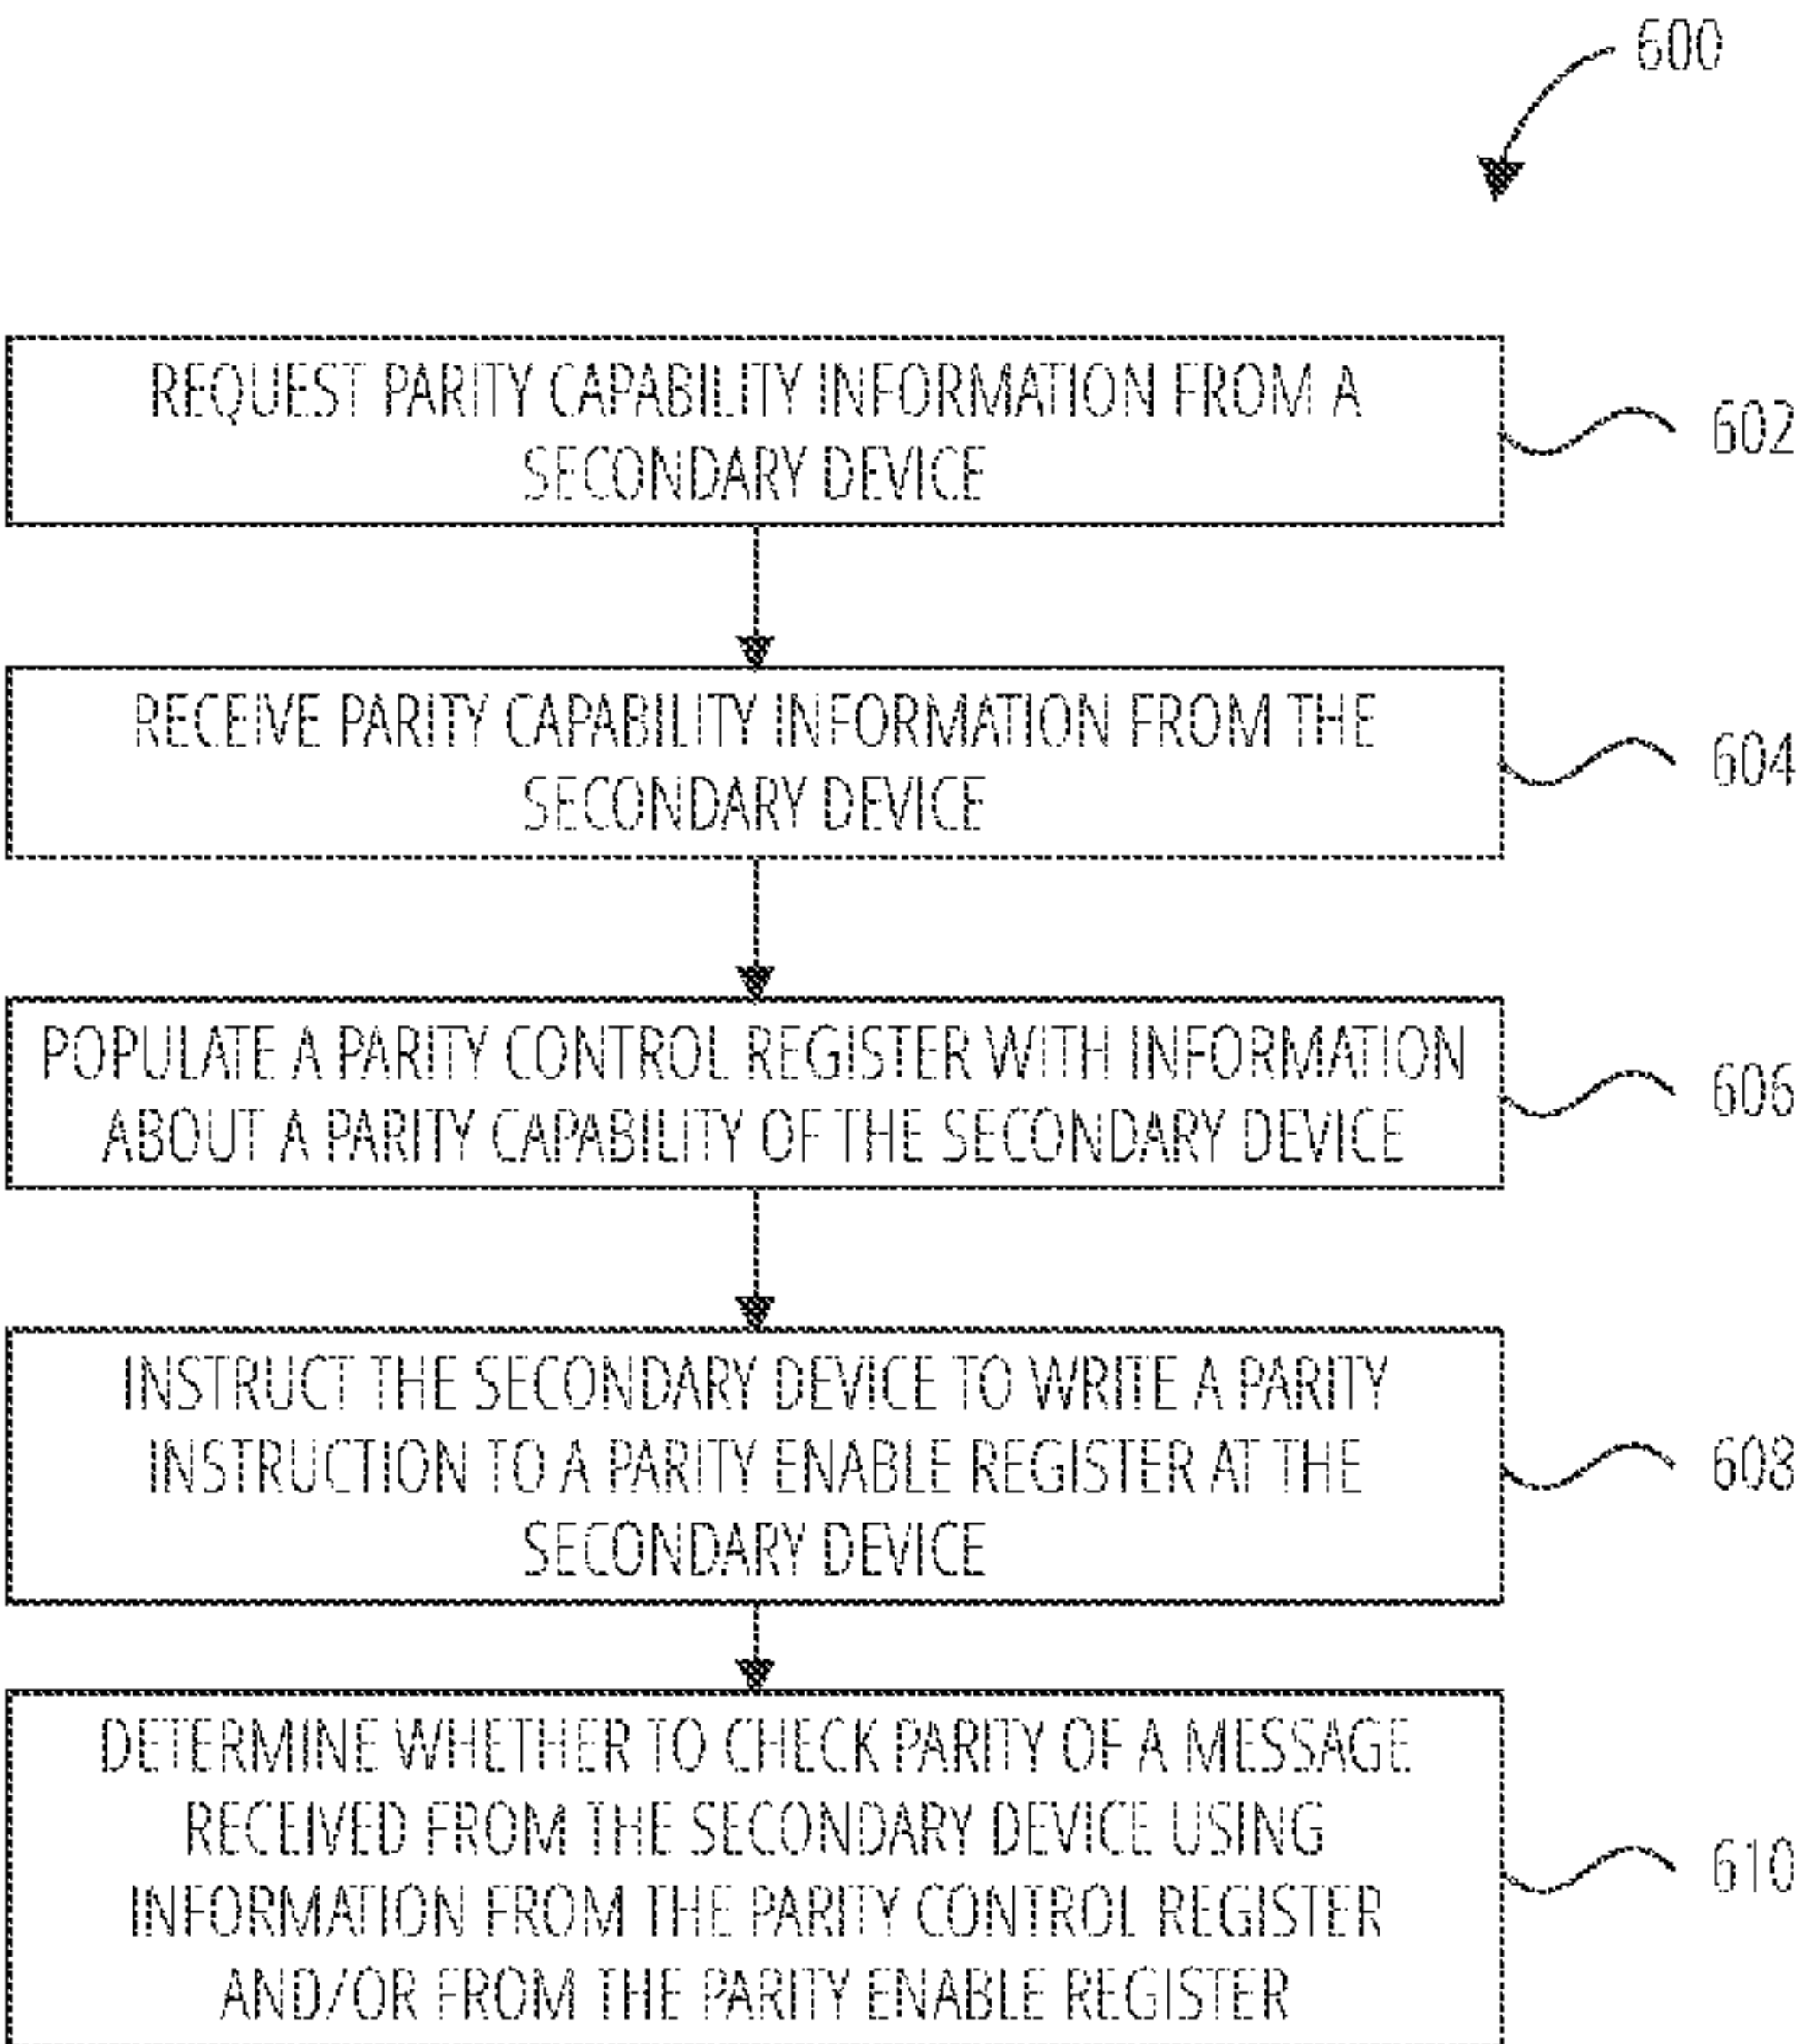 600
REQUEST PARITY CAPABILITY INFORMATION FROM A
SECONDARY DEVICE
602
RECEIVE PARITY CAPABILITY INFORMATION FROM THE
SECONDARY DEVICE
604
POPULATE A PARITY CONTROL REGISTER WITH INFORMATION
ABOUT A PARITY CAPABILITY OF THE SECONDARY DEVICE
606
INSTRUCT THE SECONDARY DEVICE TO WRITE A PARITY
INSTRUCTION TO A PARITY ENABLE REGISTER AT THE
SECONDARY DEVICE
608
DETERMINE WHETHER TO CHECK PARITY OF A MESSAGE
RECEIVED FROM THE SECONDARY DEVICE USING
INFORMATION FROM THE PARITY CONTROL REGISTER
AND/OR FROM THE PARITY ENABLE REGISTER
610